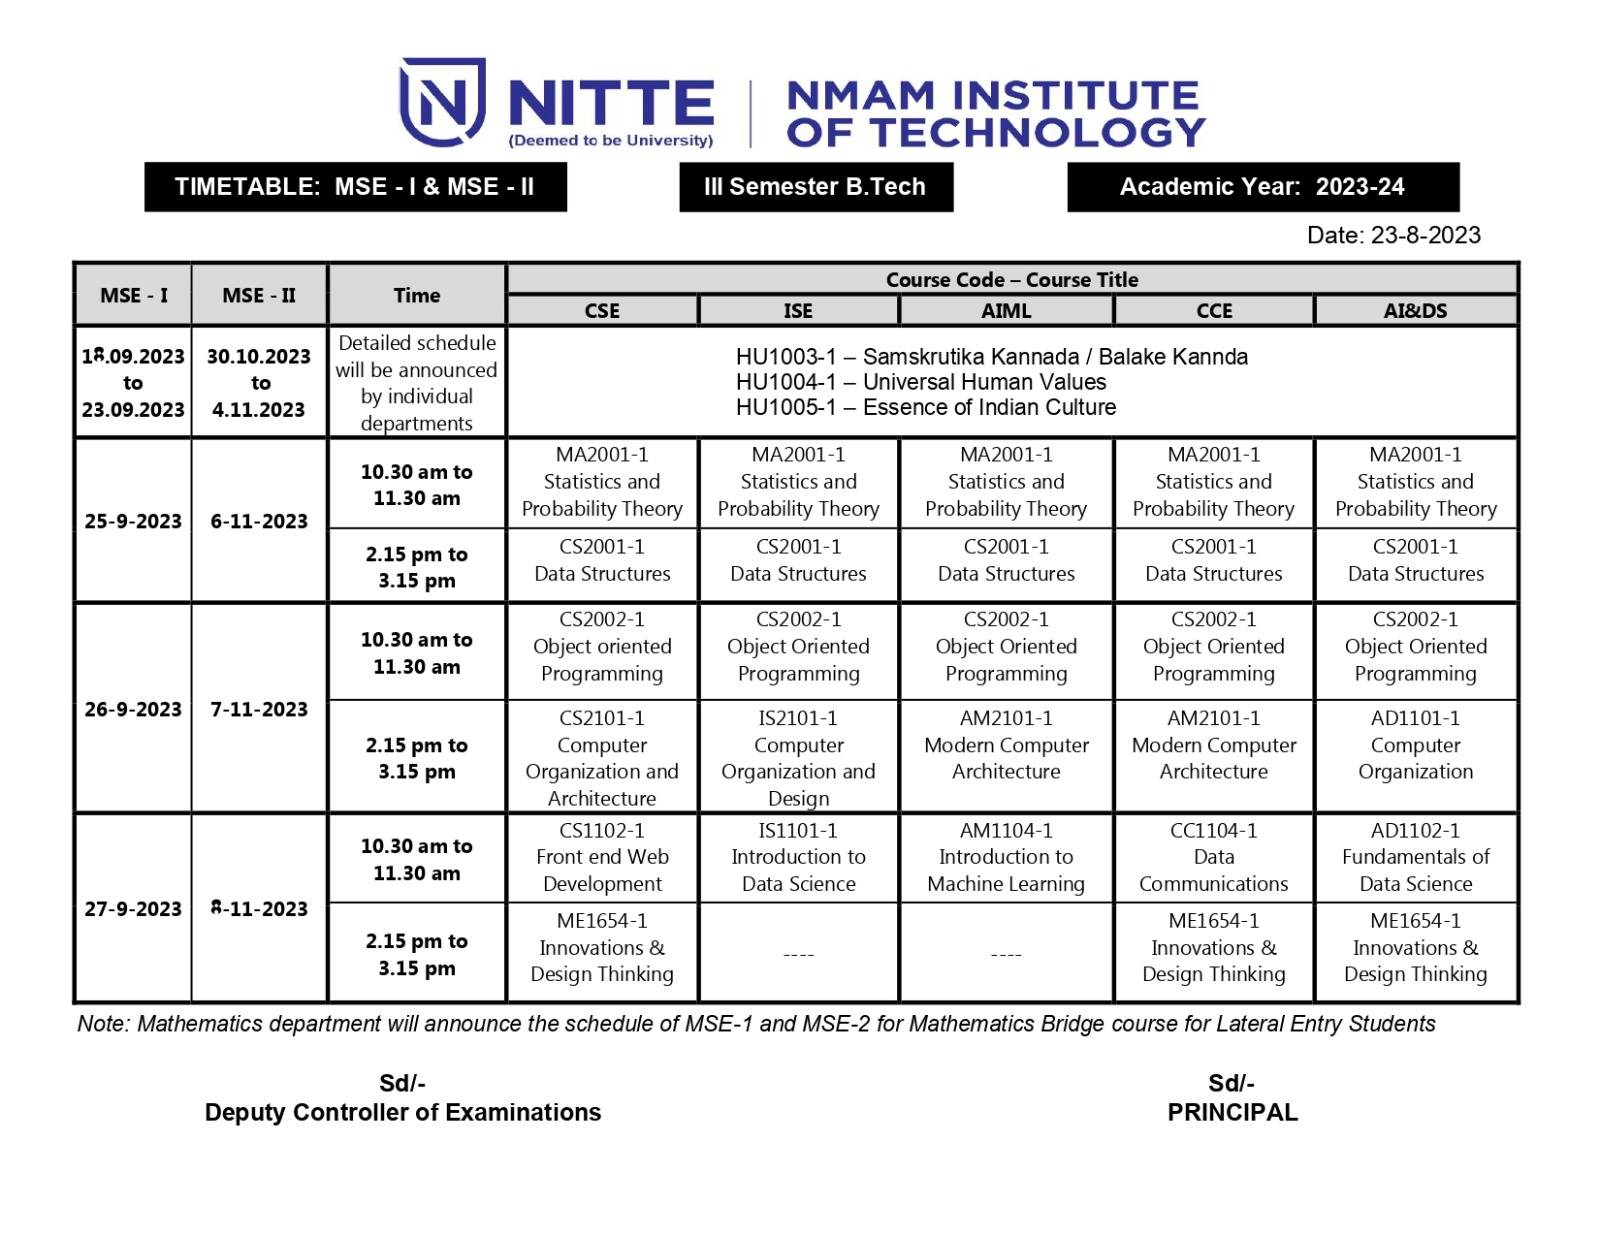 NITTE
(Deemed to be University)
NMAM INSTITUTE
OF TECHNOLOGY
TIMETABLE: MSE - I & MSE - II
III Semester B.Tech
Academic Year: 2023-24
Date: 23-8-2023
MSE - I
MSE - II
Time
Course Code – Course Title
CSE
ISE
AIML
CCE
AI&DS
18.09.2023
to
23.09.2023
30.10.2023
to
4.11.2023
Detailed schedule
will be announced
by individual
departments
HU1003-1 – Samskrutika Kannada / Balake Kannda
HU1004-1 – Universal Human Values
HU1005-1 – Essence of Indian Culture
25-9-2023
6-11-2023
10.30 am to
11.30 am
MA2001-1
Statistics and
Probability Theory
MA2001-1
Statistics and
Probability Theory
MA2001-1
Statistics and
Probability Theory
MA2001-1
Statistics and
Probability Theory
MA2001-1
Statistics and
Probability Theory
2.15 pm to
3.15 pm
CS2001-1
Data Structures
CS2001-1
Data Structures
CS2001-1
Data Structures
CS2001-1
Data Structures
CS2001-1
Data Structures
26-9-2023
7-11-2023
10.30 am to
11.30 am
CS2002-1
Object oriented
Programming
CS2002-1
Object Oriented
Programming
CS2002-1
Object Oriented
Programming
CS2002-1
Object Oriented
Programming
CS2002-1
Object Oriented
Programming
2.15 pm to
3.15 pm
CS2101-1
Computer
Organization and
Architecture
IS2101-1
Computer
Organization and
Design
AM2101-1
Modern Computer
Architecture
AM2101-1
Modern Computer
Architecture
AD1101-1
Computer
Organization
27-9-2023
8-11-2023
10.30 am to
11.30 am
CS1102-1
Front end Web
Development
IS1101-1
Introduction to
Data Science
AM1104-1
Introduction to
Machine Learning
CC1104-1
Data
Communications
AD1102-1
Fundamentals of
Data Science
2.15 pm to
3.15 pm
ME1654-1
Innovations &
Design Thinking
----
----
ME1654-1
Innovations &
Design Thinking
ME1654-1
Innovations &
Design Thinking
Note: Mathematics department will announce the schedule of MSE-1 and MSE-2 for Mathematics Bridge course for Lateral Entry Students
Sd/-
Deputy Controller of Examinations
Sd/-
PRINCIPAL